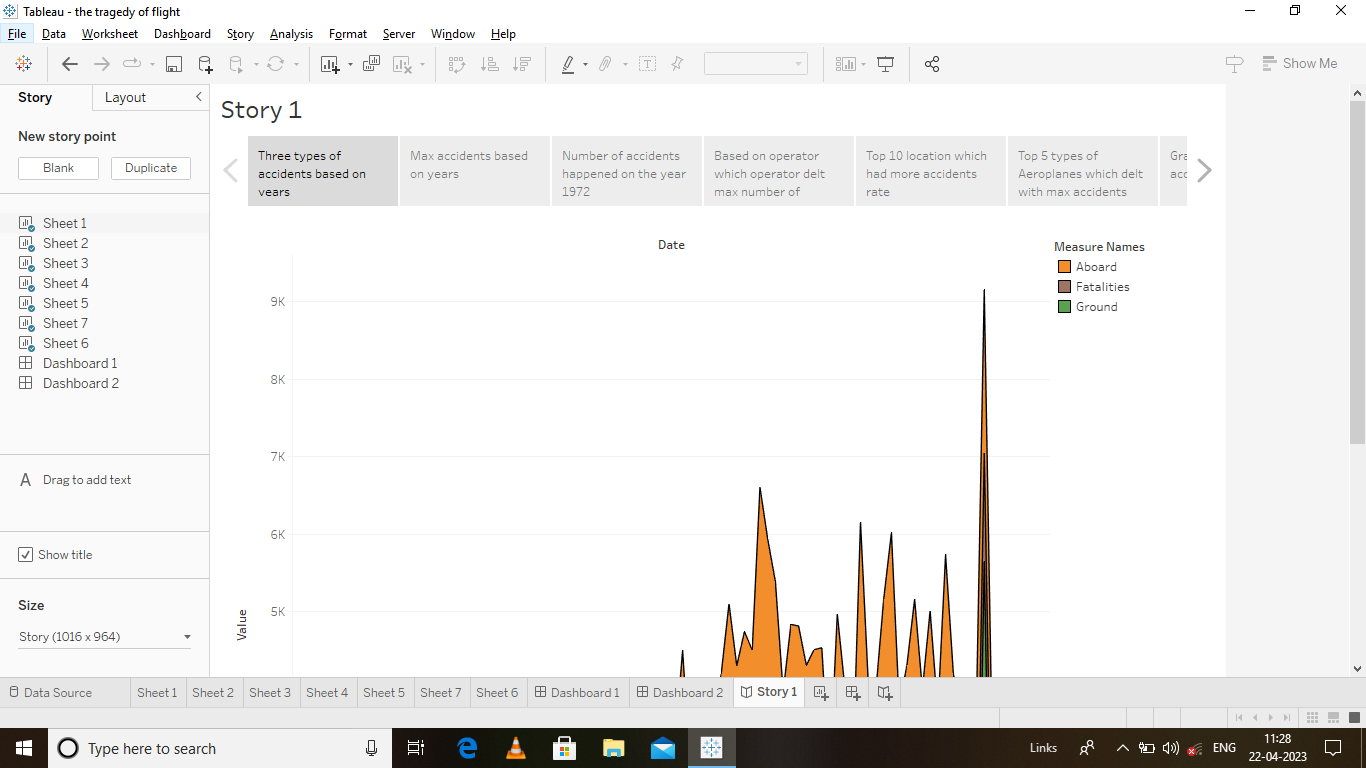 Tableau - the tragedy of flight
File Data Worksheet Dashboard Story Analysis Format Server Window Help
Show Me
Story Layout
New story point
Blank Duplicate
Sheet 1
Sheet 2
Sheet 3
Sheet 4
Sheet 5
Sheet 7
Sheet 6
Dashboard 1
Dashboard 2
A Drag to add text
Show title
Size
Story (1016 x 964)
Story 1
Three types of
accidents based on
years
Max accidents based
on years
Number of accidents
happened on the year
1972
Based on operator
which operator delt
max number of
Top 10 location which
had more accidents
rate
Top 5 types of
Aeroplanes which delt
with max accidents
Date
Measure Names
Aboard
Fatalities
Ground
9K
8K
7K
6K
5K
Value
Data Source Sheet 1 Sheet 2 Sheet 3 Sheet 4 Sheet 5 Sheet 7 Sheet 6 Dashboard 1 Dashboard 2 Story 1
Type here to search
Links
ENG
11:28
22-04-2023